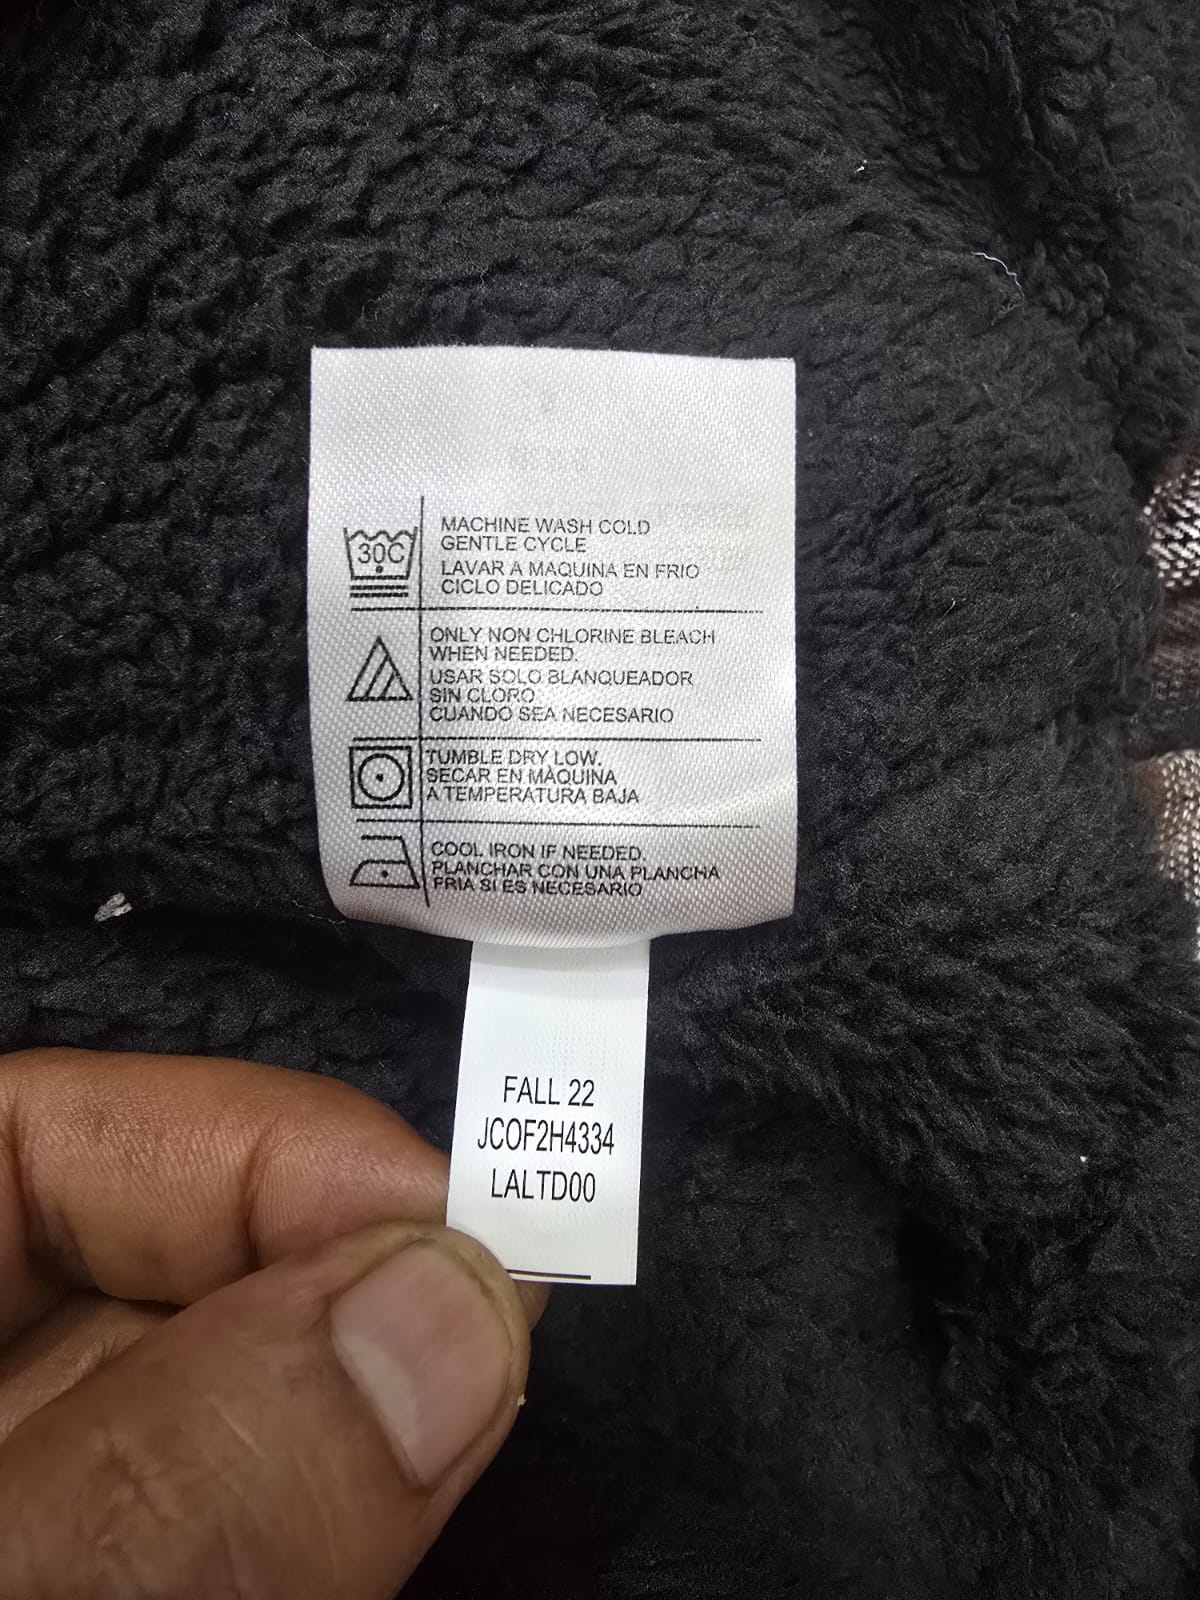 30C
MACHINE WASH COLD
GENTLE CYCLE
LAVAR A MAQUINA EN FRIO
CICLO DELICADO
ONLY NON CHLORINE BLEACH
WHEN NEEDED.
USAR SOLO BLANQUEADOR
SIN CLORO
CUANDO SEA NECESARIO
TUMBLE DRY LOW.
SECAR EN MAQUINA
A TEMPERATURA BAJA
COOL IRON IF NEEDED.
PLANCHAR CON UNA PLANCHA
FRIA SI ES NECESARIO
FALL 22
JCOF2H4334
LALTD00